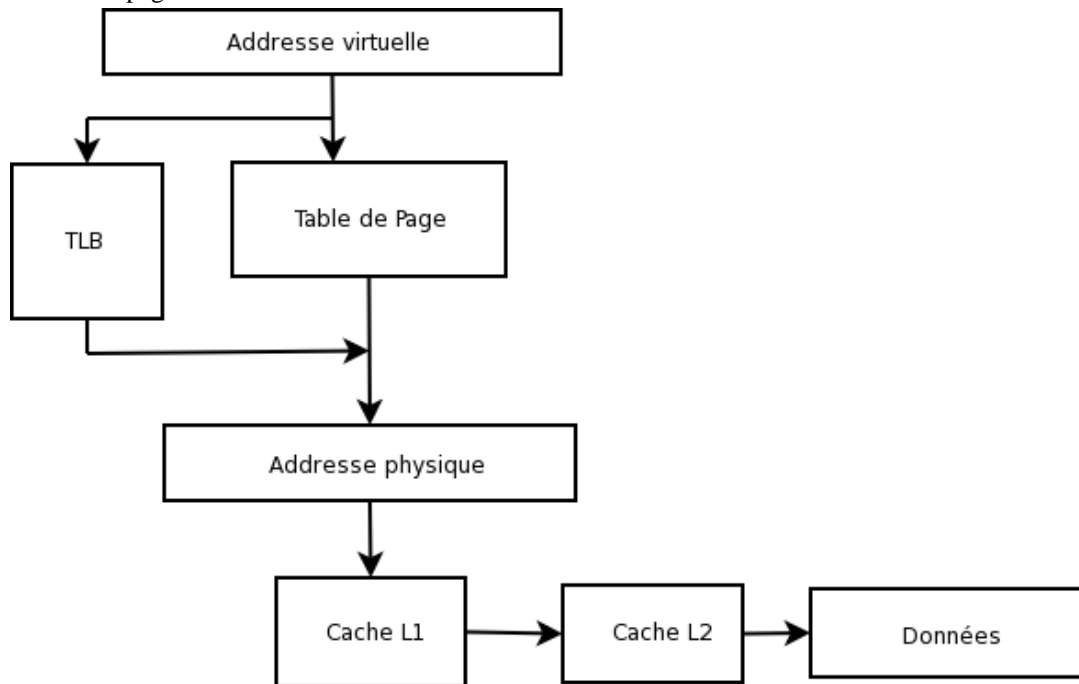 Addresse virtuelle
TLB
Table de Page
Addresse physique
Cache L1
Cache L2
Données